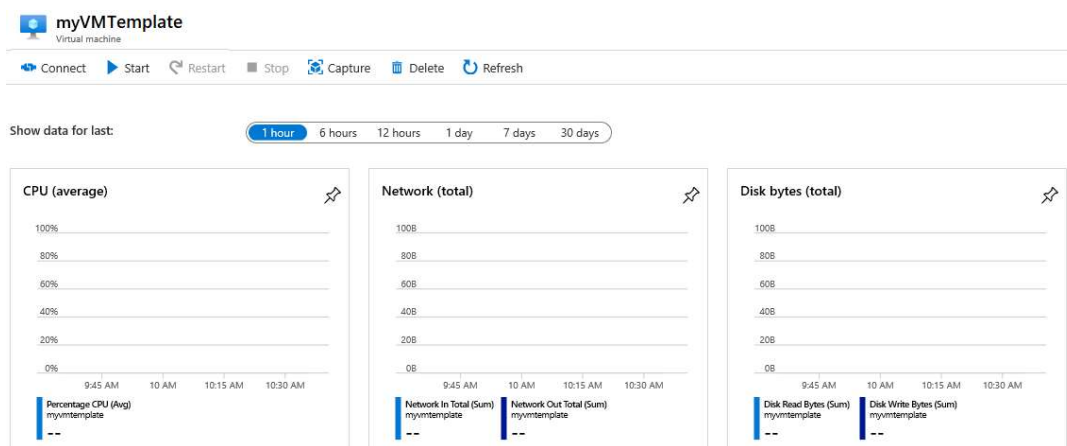 myVMTemplate
Virtual machine
Connect Start Restart Stop Capture Delete Refresh
Show data for last: 1 hour 6 hours 12 hours 1 day 7 days 30 days
CPU (average)
100%
80%
60%
40%
20%
0%
9:45 AM 10 AM 10:15 AM 10:30 AM
Percentage CPU (Avg)
myvmtemplate
--
Network (total)
100B
80B
60B
40B
20B
0B
9:45 AM 10 AM 10:15 AM 10:30 AM
Network In Total (Sum) Network Out Total (Sum)
myvmtemplate myvmtemplate
-- --
Disk bytes (total)
100B
80B
60B
40B
20B
0B
9:45 AM 10 AM 10:15 AM 10:30 AM
Disk Read Bytes (Sum) Disk Write Bytes (Sum)
myvmtemplate myvmtemplate
-- --